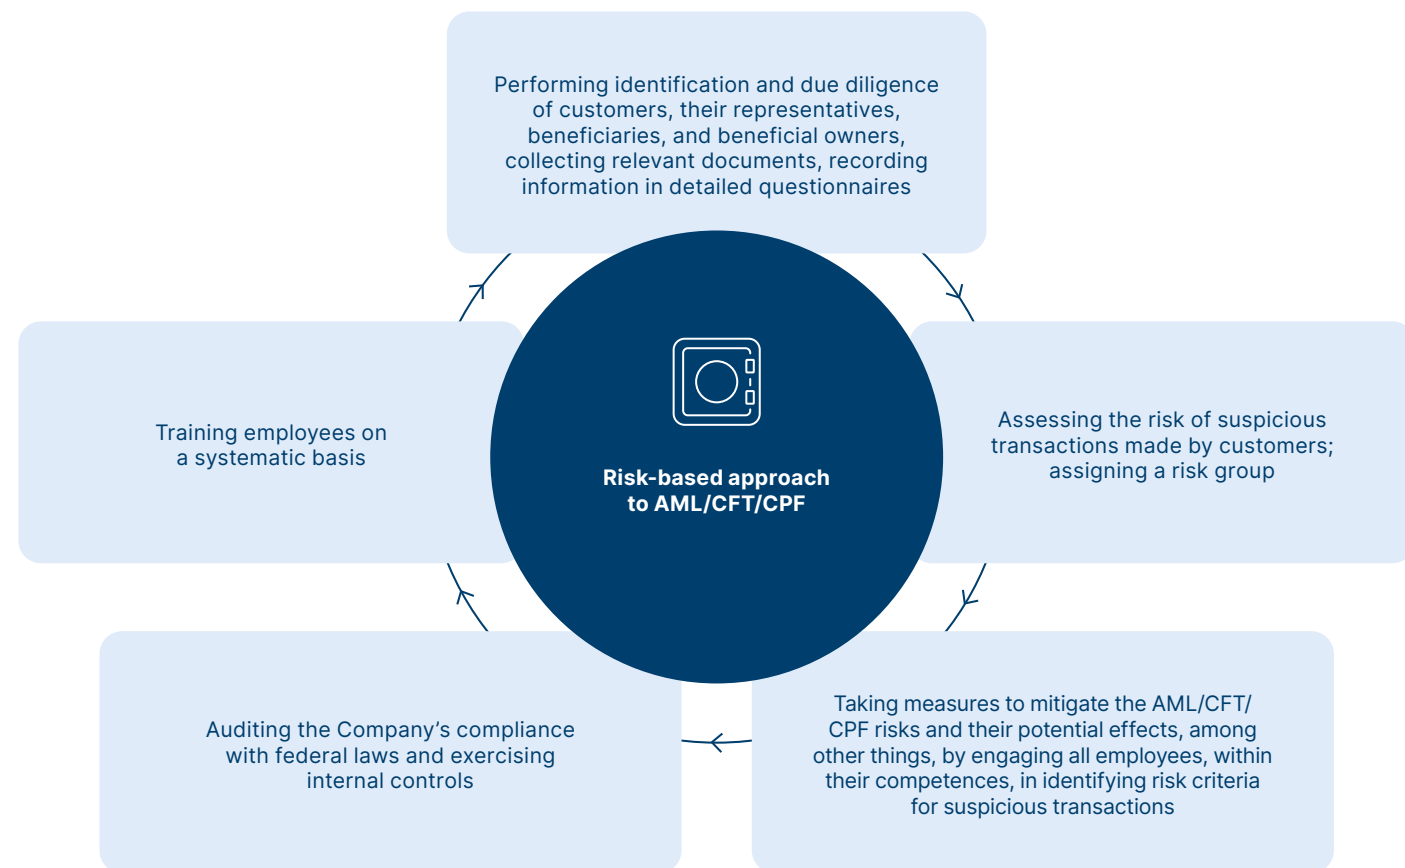 Performing identification and due diligence
of customers, their representatives,
beneficiaries, and beneficial owners,
collecting relevant documents, recording
information in detailed questionnaires
Training employees on
a systematic basis
Risk-based approach
to AML/CFT/CPF
Assessing the risk of suspicious
transactions made by customers;
assigning a risk group
Auditing the Company’s compliance
with federal laws and exercising
internal controls
Taking measures to mitigate the AML/CFT/
CPF risks and their potential effects, among
other things, by engaging all employees, within
their competences, in identifying risk criteria
for suspicious transactions